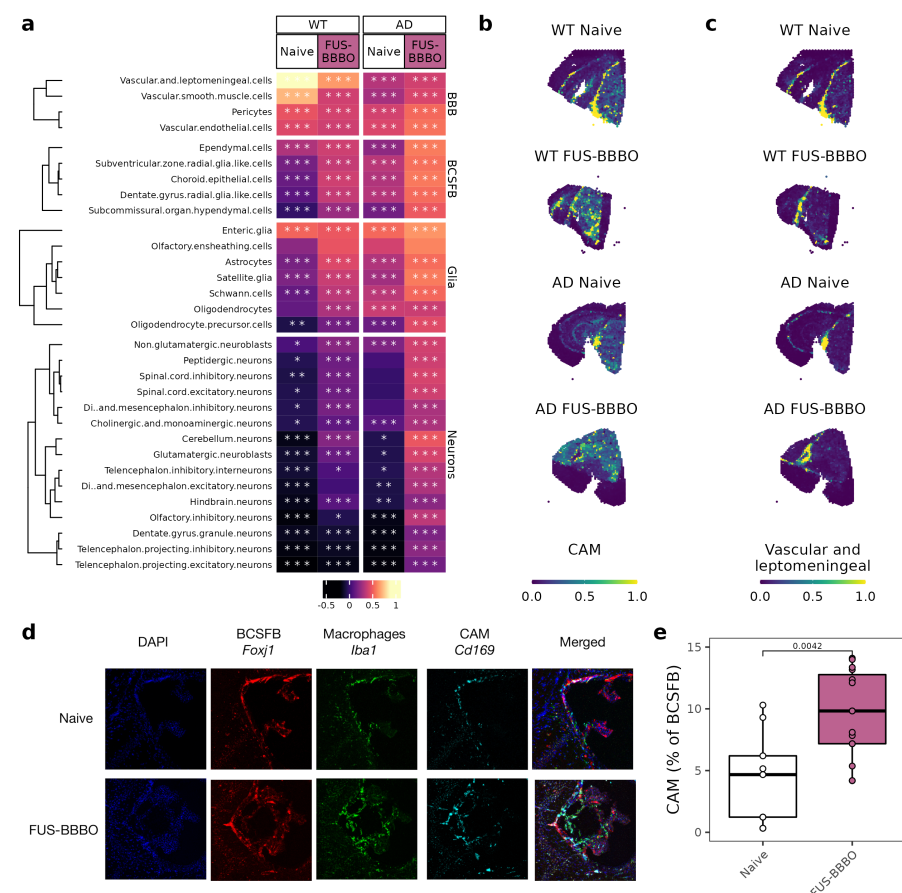 a
WT
AD
Naive
FUS-
BBBO
Naive
FUS-
BBBO
Vascular.and.leptomeningeal.cells
* * *
* * *
* * *
Vascular.smooth.muscle.cells
* * *
* * *
* * *
* * *
Pericytes
* * *
* * *
* * *
* * *
Vascular.endothelial.cells
* * *
* * *
* * *
* * *
BBB
Ependymal.cells
* * *
* * *
* * *
* * *
Subventricular.zone.radial.glia.like.cells
* * *
* * *
* * *
* * *
Choroid.epithelial.cells
* * *
* * *
* * *
* * *
Dentate.gyrus.radial.glia.like.cells
* * *
* * *
* * *
* * *
Subcommissural.organ.hypendymal.cells
* * *
* * *
* * *
* * *
BCSFB
Enteric.glia
* * *
* * *
* * *
* * *
Olfactory.ensheathing.cells
Astrocytes
* * *
* * *
* * *
* * *
Satellite.glia
* * *
* * *
* * *
* * *
Schwann.cells
* * *
* * *
* * *
* * *
Oligodendrocytes
* * *
* * *
* * *
Oligodendrocyte.precursor.cells
* *
* * *
* * *
* * *
Glia
Non.glutamatergic.neuroblasts
*
* * *
* * *
* * *
Peptidergic.neurons
*
* * *
* * *
Spinal.cord.inhibitory.neurons
* *
* * *
* * *
Spinal.cord.excitatory.neurons
*
* * *
* * *
Di..and.mesencephalon.inhibitory.neurons
*
* * *
* * *
Cholinergic.and.monoaminergic.neurons
*
* * *
* * *
* * *
Cerebellum.neurons
* * *
* * *
*
* * *
Glutamatergic.neuroblasts
* * *
* * *
*
* * *
Telencephalon.inhibitory.interneurons
* * *
*
*
* * *
Di..and.mesencephalon.excitatory.neurons
* * *
* *
* * *
Hindbrain.neurons
* * *
* * *
* *
* * *
Olfactory.inhibitory.neurons
* * *
*
* * *
* * *
Dentate.gyrus.granule.neurons
* * *
* * *
* * *
* * *
Telencephalon.projecting.inhibitory.neurons
* * *
* * *
* * *
* * *
Telencephalon.projecting.excitatory.neurons
* * *
* * *
* * *
* * *
Neurons
-0.5
0
0.5
1
b
WT Naive
WT FUS-BBBO
AD Naive
AD FUS-BBBO
CAM
0.0
0.5
1.0
c
WT Naive
WT FUS-BBBO
AD Naive
AD FUS-BBBO
Vascular and
leptomeningeal
0.0
0.5
1.0
d
DAPI
BCSFB
Foxj1
Macrophages
Iba1
CAM
Cd169
Merged
Naive
FUS-BBBO
e
CAM (% of BCSFB)
15
10
5
0
0.0042
Naive
FUS-BBBO